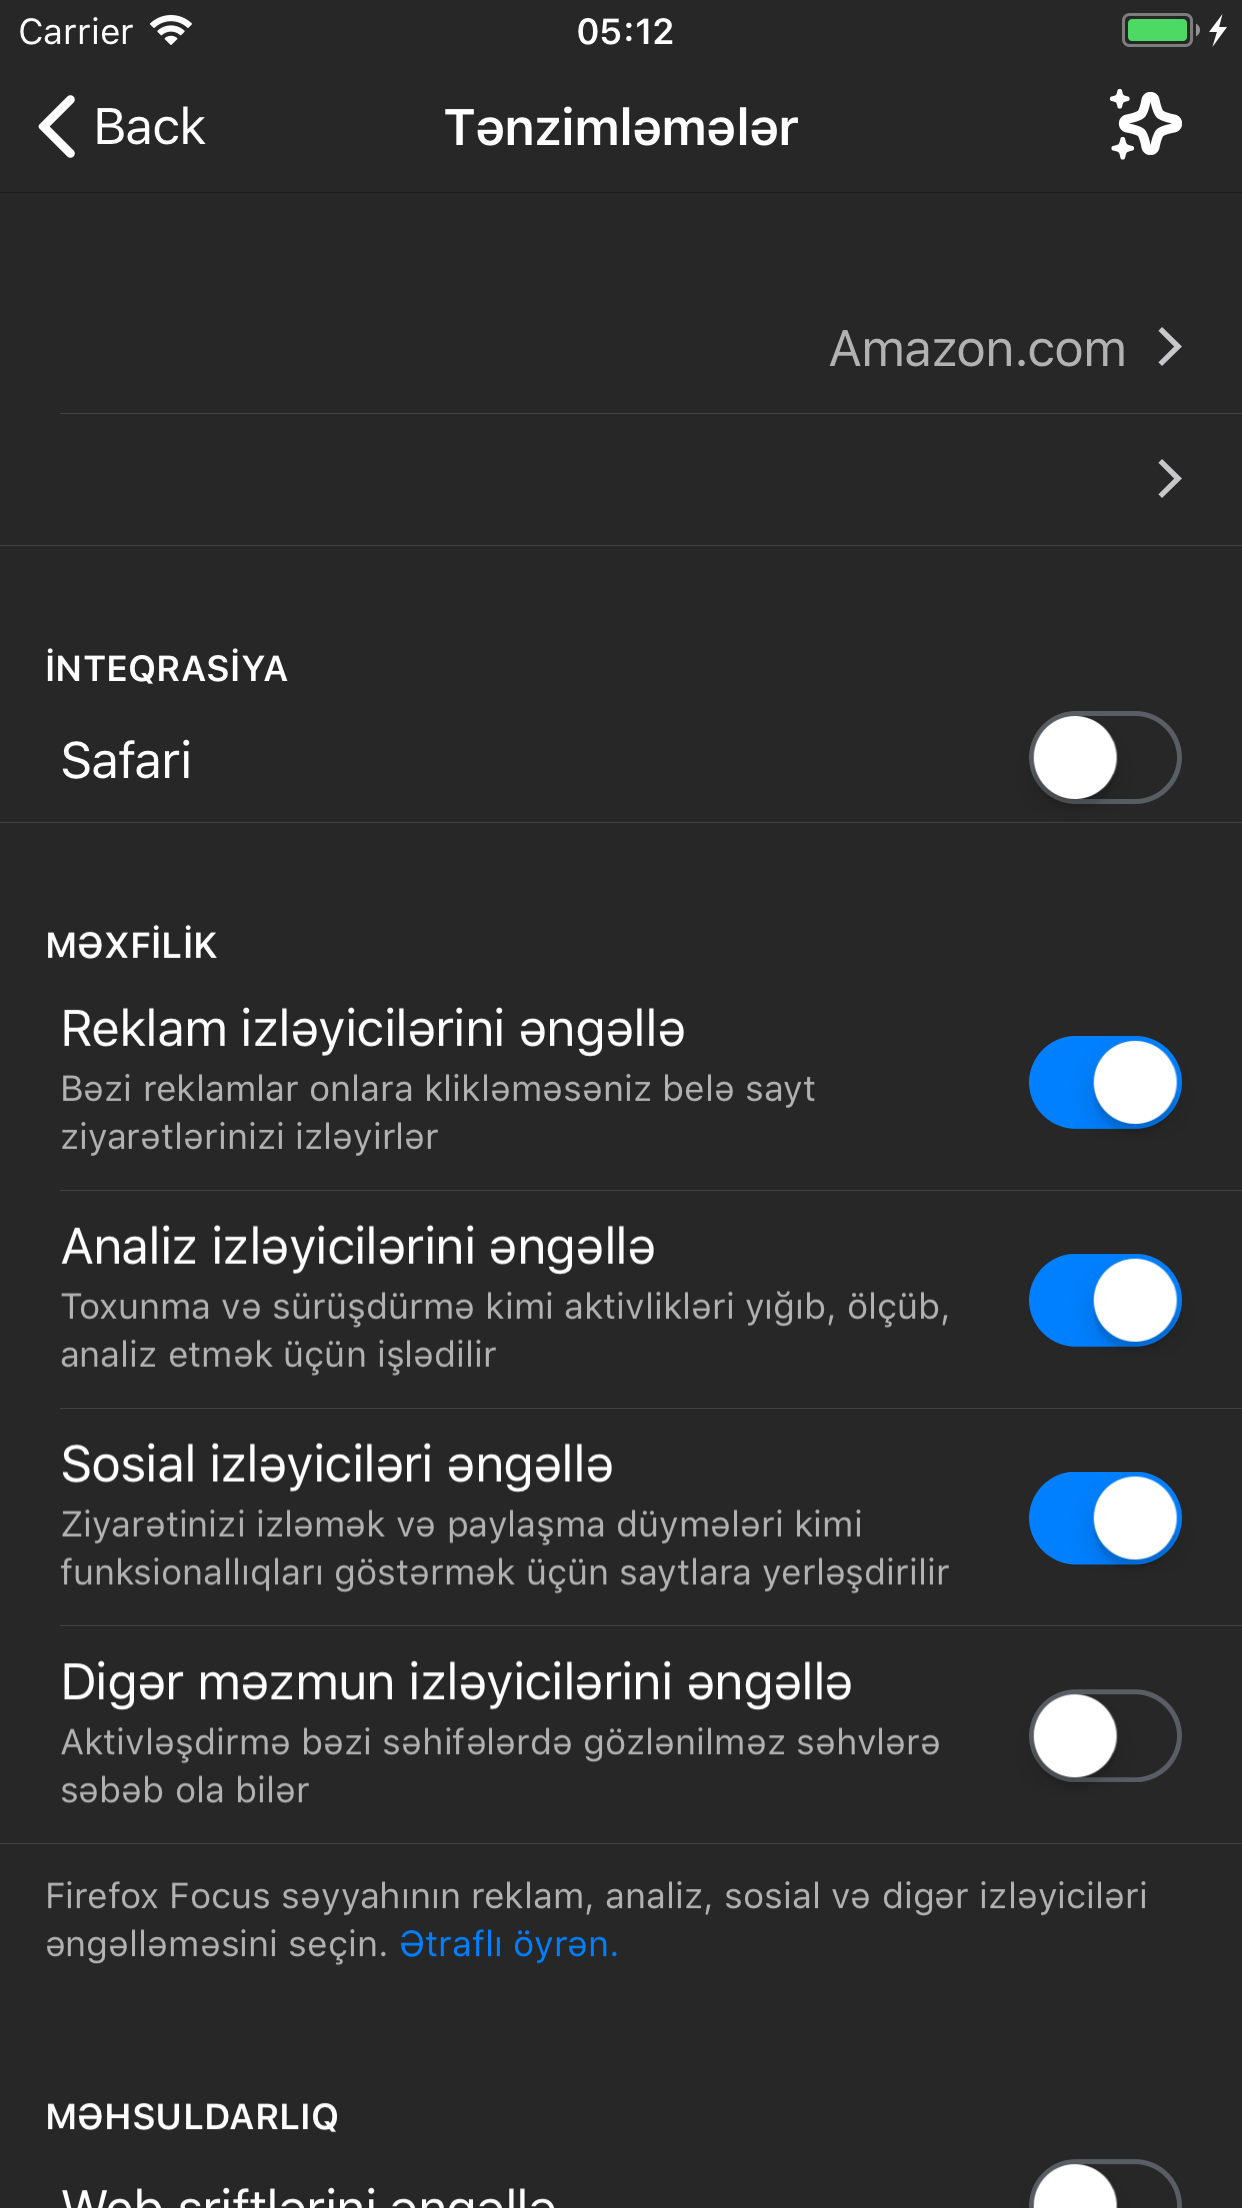 Carrier 05:12
Back Tənzimləmələr
Amazon.com
İNTEQRASİYA
Safari
MƏXFİLİK
Reklam izləyicilərini əngəllə
Bəzi reklamlar onlara klikləməsəniz belə sayt
ziyarətlərinizi izləyirlər
Analiz izləyicilərini əngəllə
Toxunma və sürüşdürmə kimi aktivlikləri yığıb, ölçüb,
analiz etmək üçün işlədilir
Sosial izləyiciləri əngəllə
Ziyarətinizi izləmək və paylaşma düymələri kimi
funksionallıqları göstərmək üçün saytlara yerləşdirilir
Digər məzmun izləyicilərini əngəllə
Aktivləşdirmə bəzi səhifələrdə gözlənilməz səhvlərə
səbəb ola bilər
Firefox Focus səyyahının reklam, analiz, sosial və digər izləyiciləri
əngəlləməsini seçin. Ətraflı öyrən.
MƏHSULDARLIQ
Web şriftlərini əngəllə